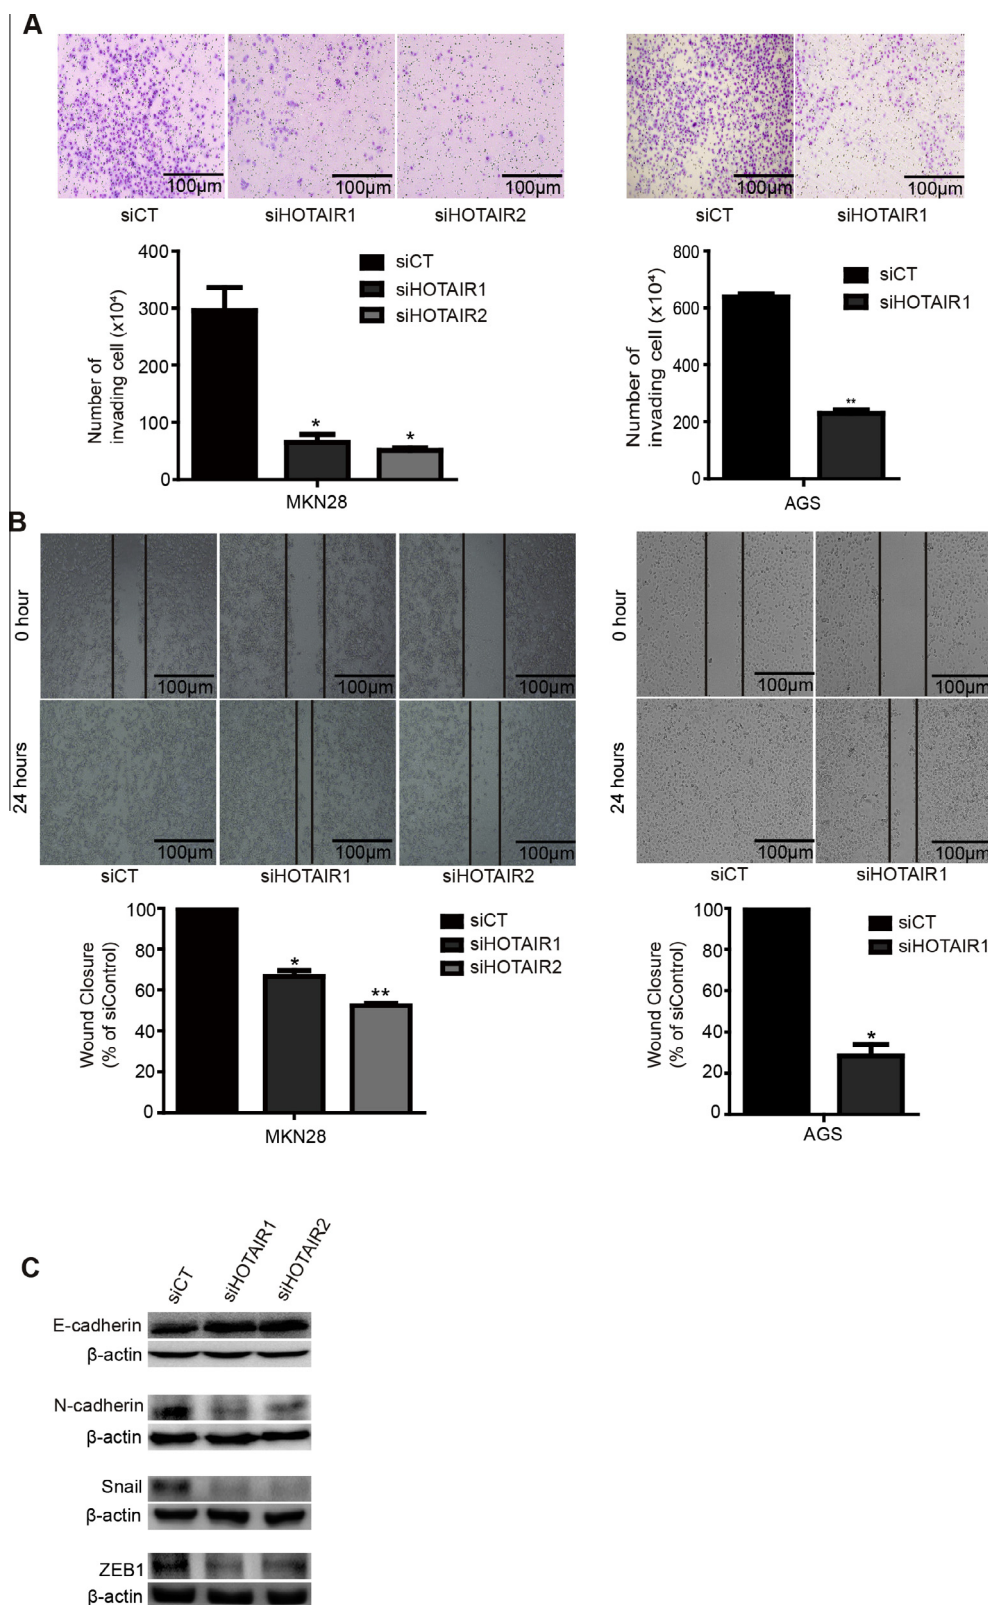 A
100µm 100µm 100µm 100µm 100µm
siCT siHOTAIR1 siHOTAIR2 siCT siHOTAIR1
Number of
invading cell (x10⁴)
400
300
200
100
0
siCT
siHOTAIR1
siHOTAIR2
*
*
MKN28
Number of
invading cell (x10⁴)
800
600
400
200
0
siCT
siHOTAIR1
**
AGS
B
0 hour
100µm 100µm 100µm
24 hours
100µm 100µm 100µm
siCT siHOTAIR1 siHOTAIR2
0 hour
100µm 100µm
24 hours
100µm 100µm
siCT siHOTAIR1
Wound Closure
(% of siControl)
100
80
60
40
20
0
siCT
siHOTAIR1
siHOTAIR2
*
**
MKN28
Wound Closure
(% of siControl)
100
80
60
40
20
0
siCT
siHOTAIR1
*
AGS
C
siCT siHOTAIR1 siHOTAIR2
E-cadherin
β-actin
N-cadherin
β-actin
Snail
β-actin
ZEB1
β-actin